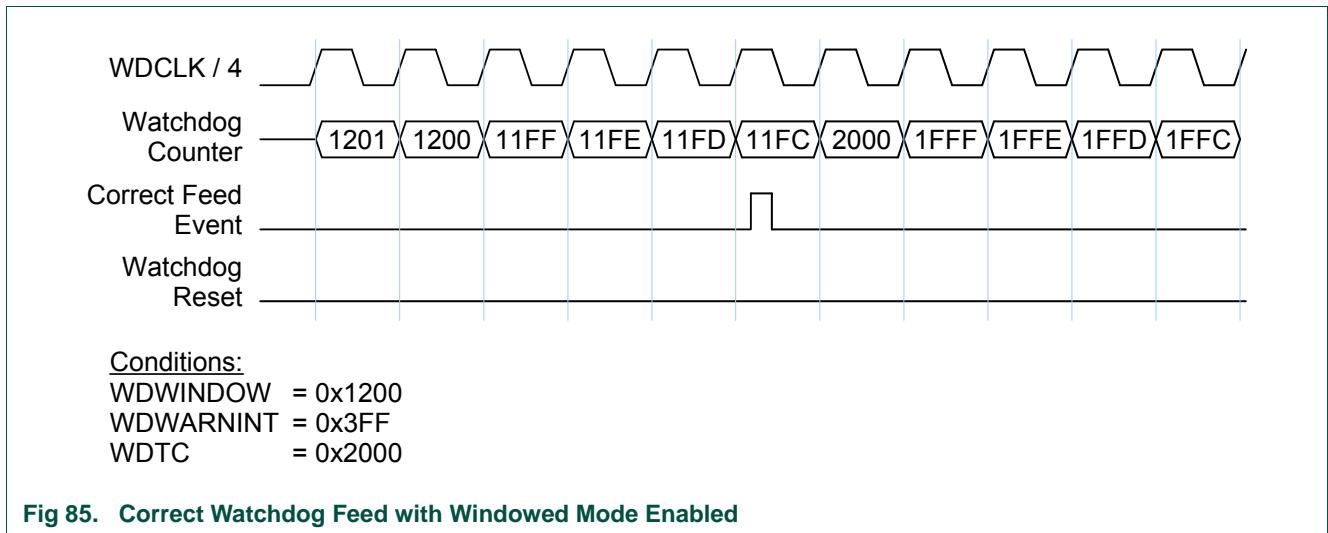 WDCLK / 4
Watchdog
Counter
1201 1200 11FF 11FE 11FD 11FC 2000 1FFF 1FFE 1FFD 1FFC
Correct Feed
Event
Watchdog
Reset
Conditions:
WDWINDOW = 0x1200
WDWARNINT = 0x3FF
WDTC = 0x2000
Fig 85. Correct Watchdog Feed with Windowed Mode Enabled